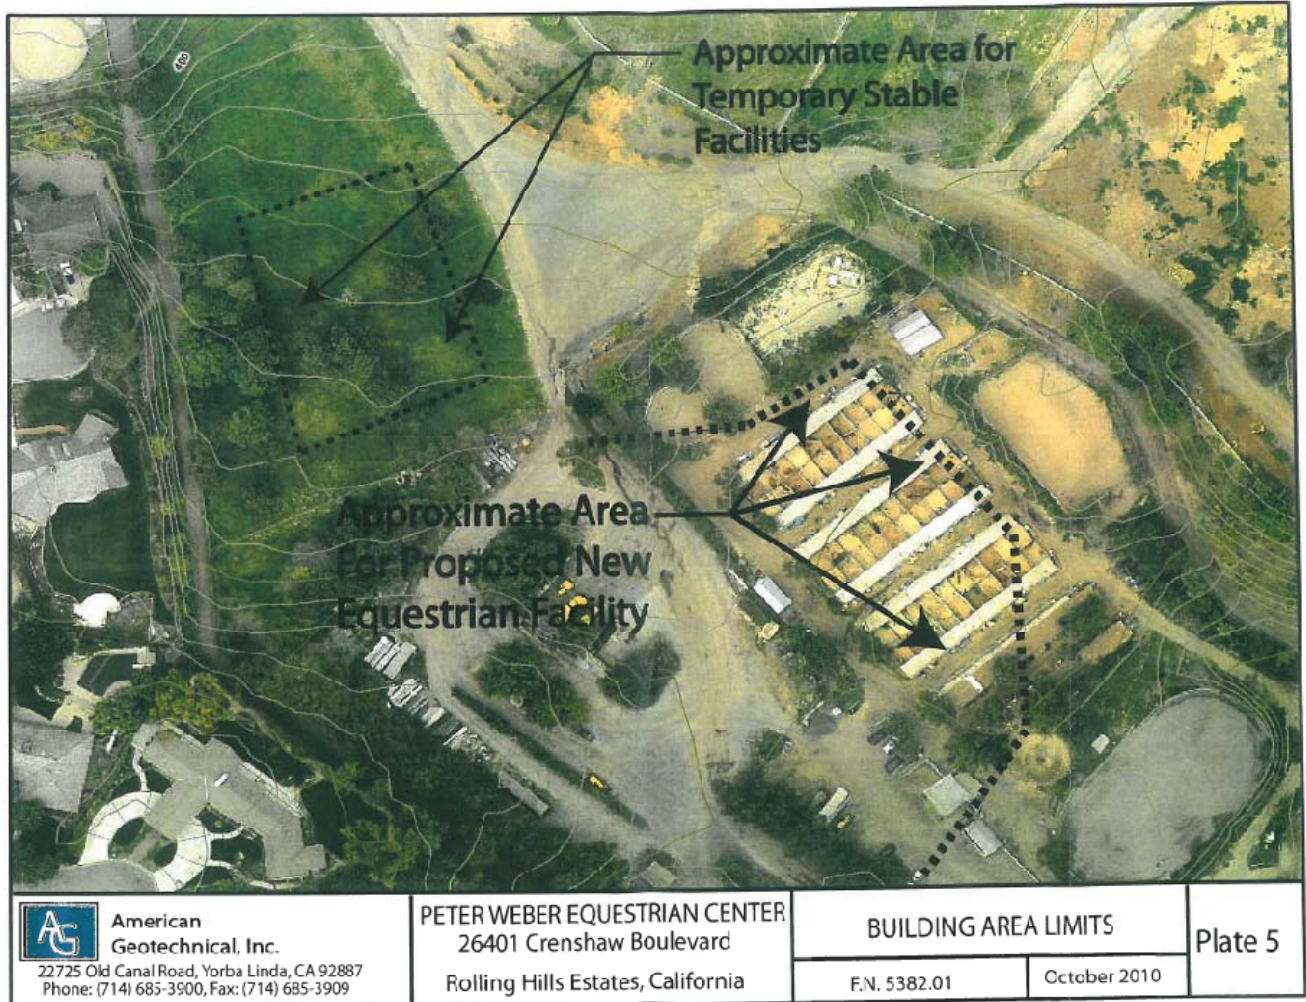 400
Approximate Area for
Temporary Stable
Facilities
Approximate Area
For Proposed New
Equestrian Facility
AG
American
Geotechnical, Inc.
22725 Old Canal Road, Yorba Linda, CA 92887
Phone: (714) 685-3900, Fax: (714) 685-3909
PETER WEBER EQUESTRIAN CENTER
26401 Crenshaw Boulevard
Rolling Hills Estates, California
BUILDING AREA LIMITS
F.N. 5382.01
October 2010
Plate 5